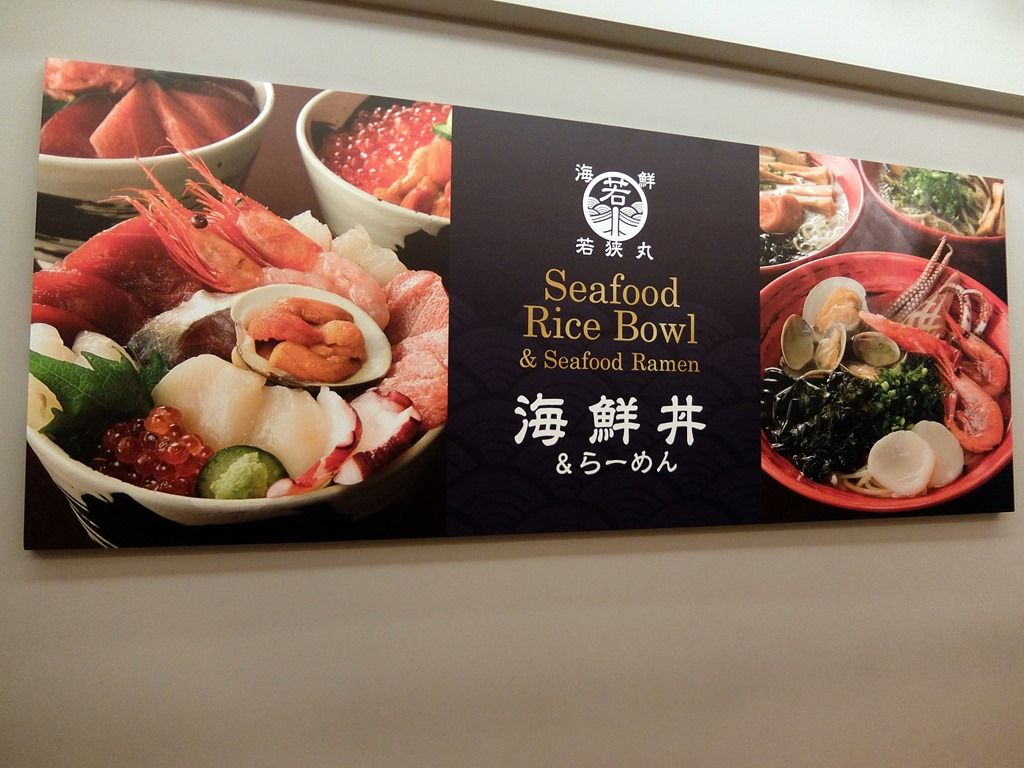 海 若 鮮
若狭丸
Seafood
Rice Bowl
& Seafood Ramen
海鮮丼
&らーめん